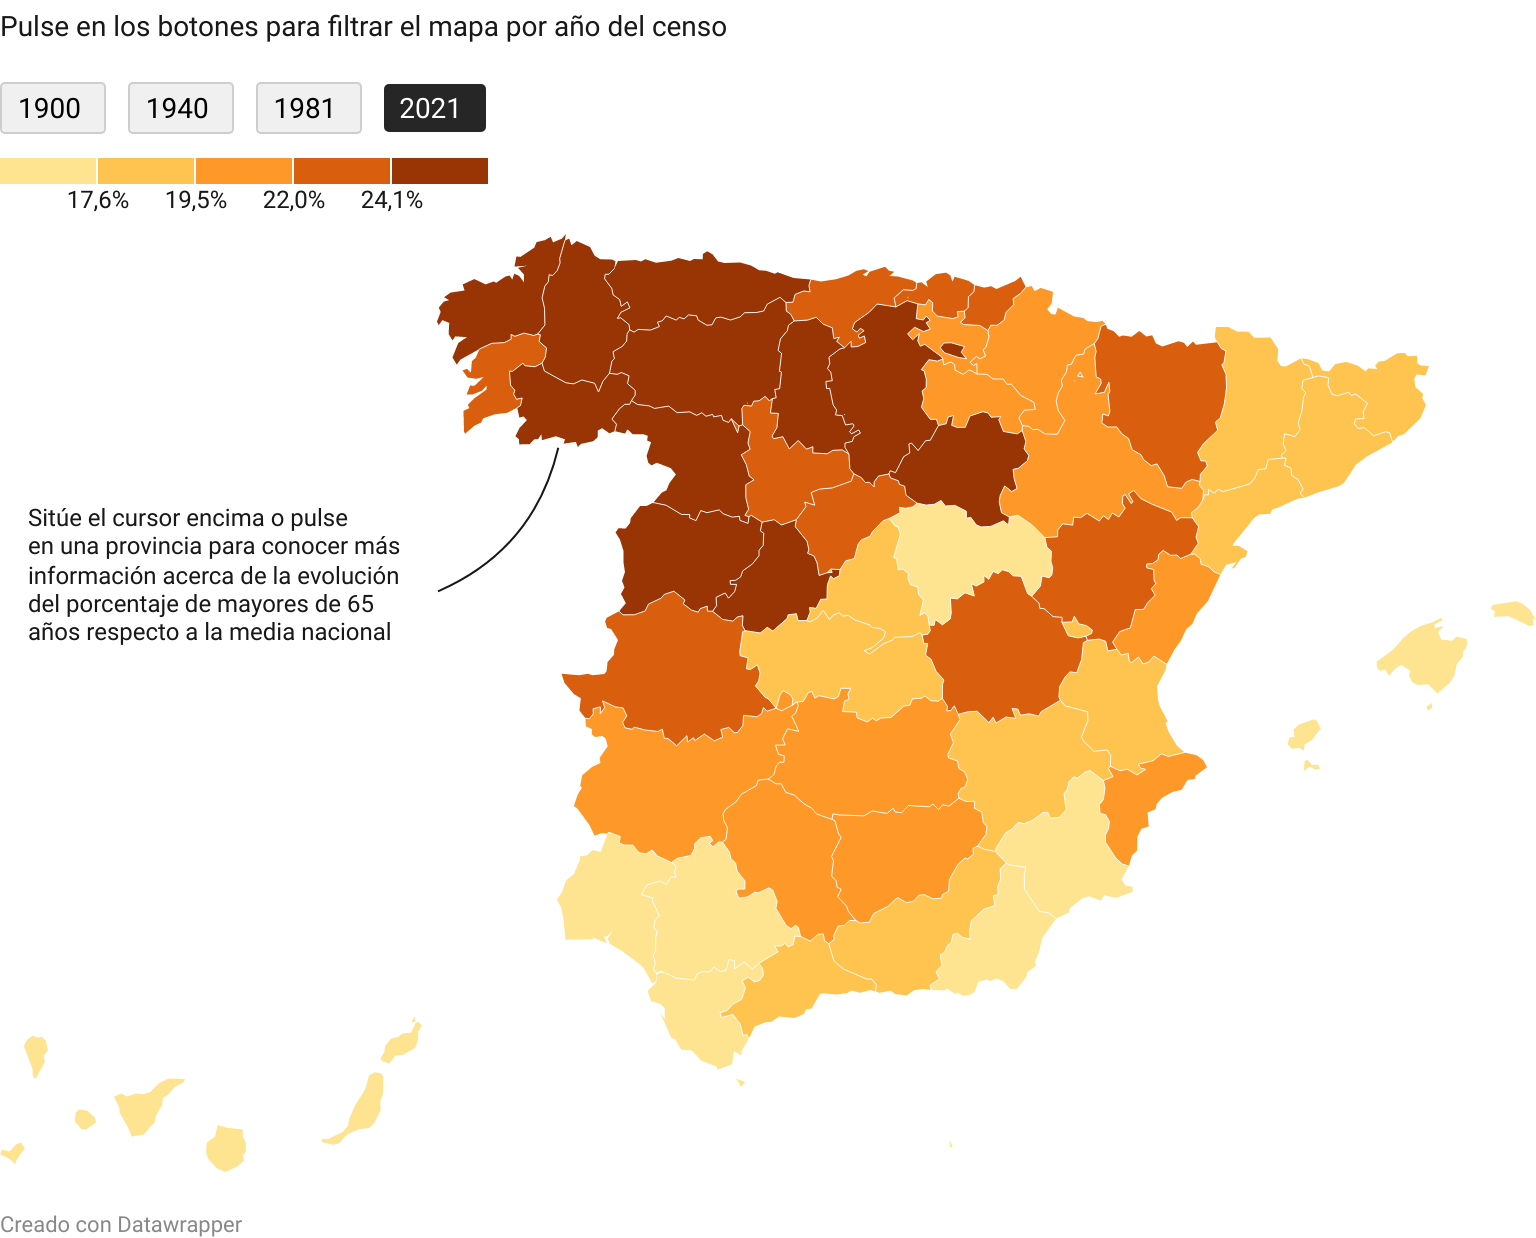 Pulse en los botones para filtrar el mapa por año del censo
1900 1940 1981 2021
17,6% 19,5% 22,0% 24,1%
Sitúe el cursor encima o pulse
en una provincia para conocer más
información acerca de la evolución
del porcentaje de mayores de 65
años respecto a la media nacional
Creado con Datawrapper